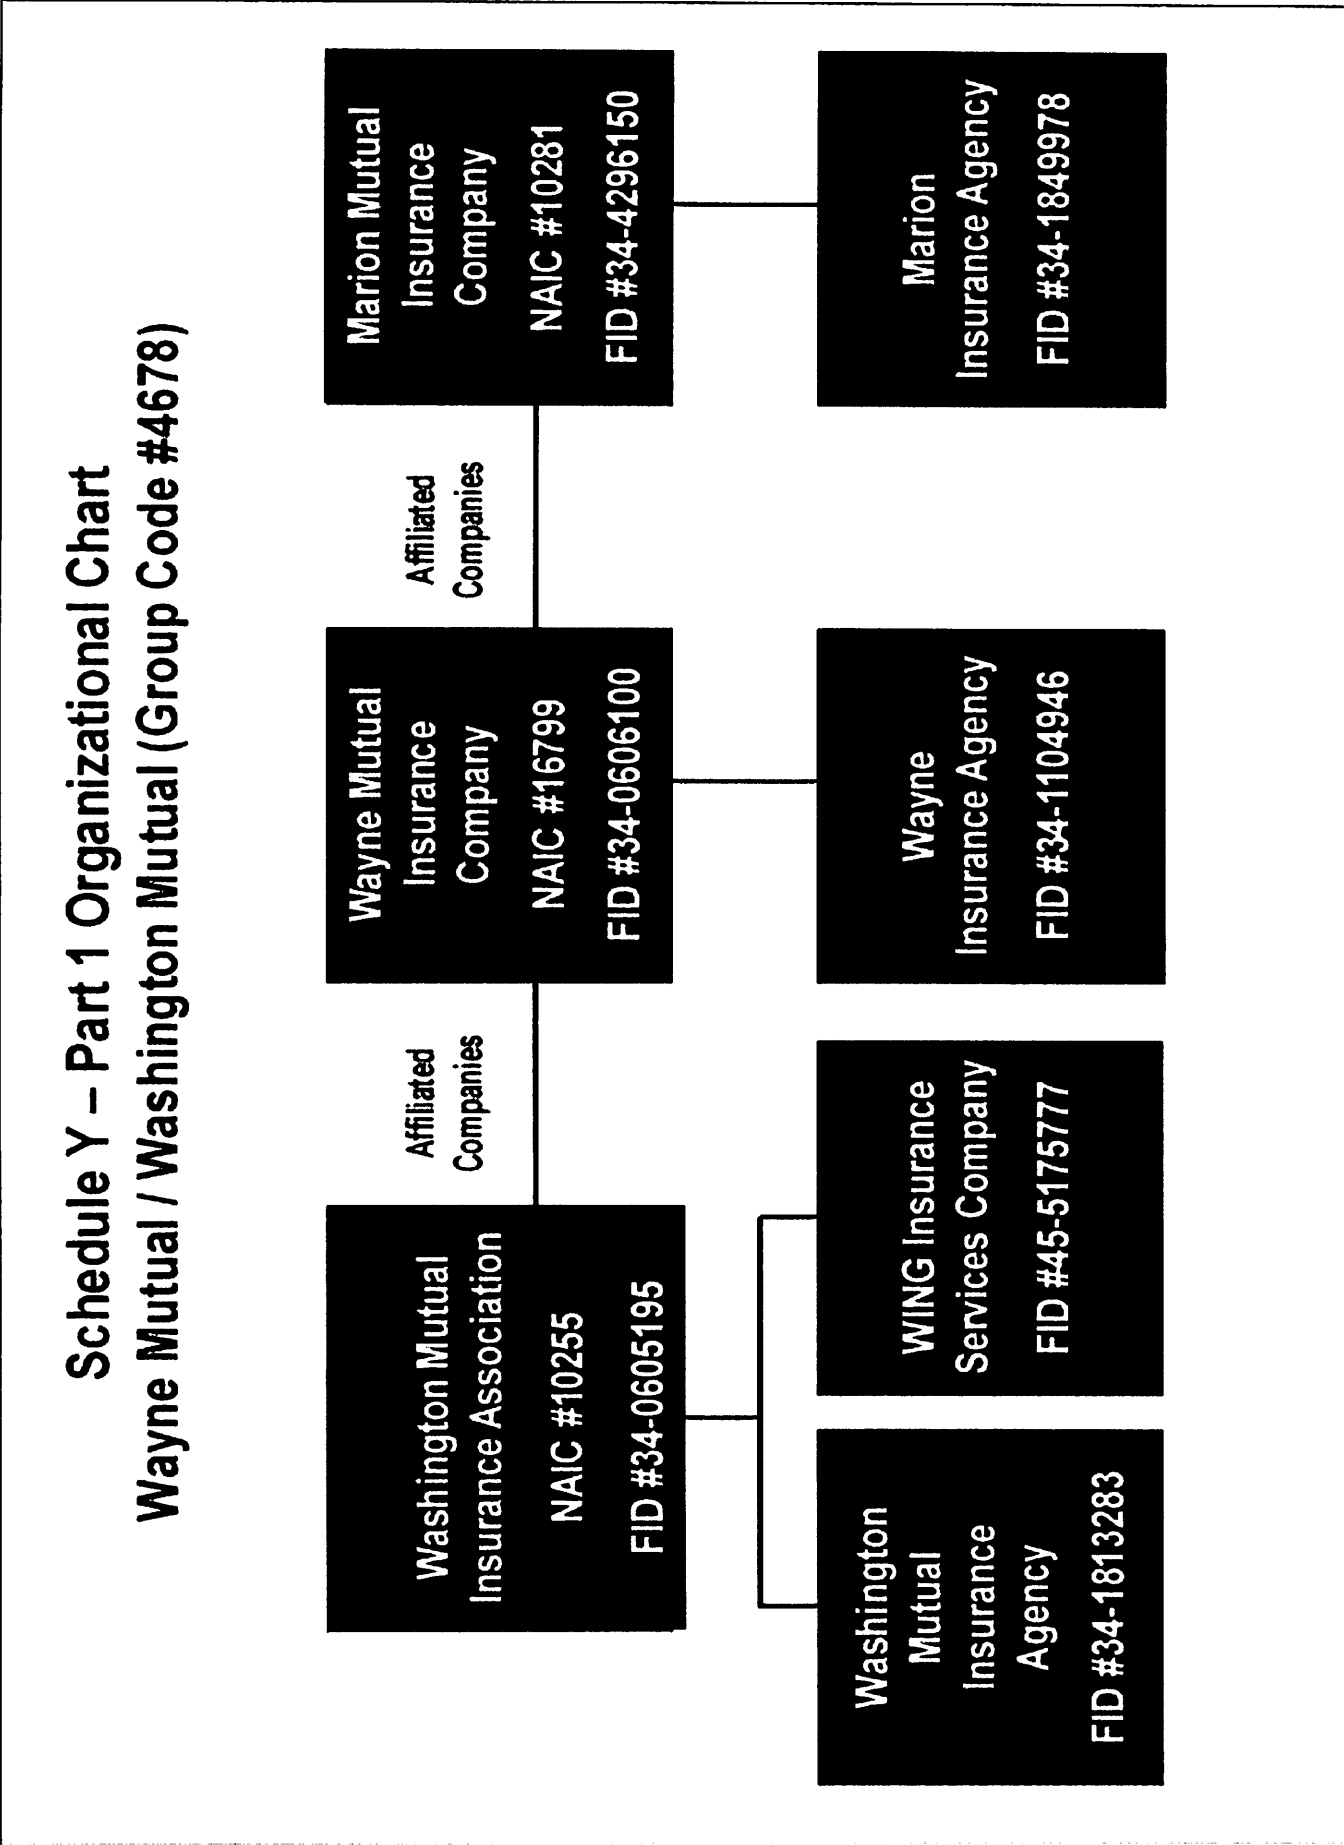 Schedule Y – Part 1 Organizational Chart
Wayne Mutual / Washington Mutual (Group Code #4678)
Washington Mutual
Insurance Association
NAIC #10255
FID #34-0605195
Affiliated
Companies
Wayne Mutual
Insurance
Company
NAIC #16799
FID #34-0606100
Affiliated
Companies
Marion Mutual
Insurance
Company
NAIC #10281
FID #34-4296150
Washington
Mutual
Insurance
Agency
FID #34-1813283
WING Insurance
Services Company
FID #45-5175777
Wayne
Insurance Agency
FID #34-1104946
Marion
Insurance Agency
FID #34-1849978